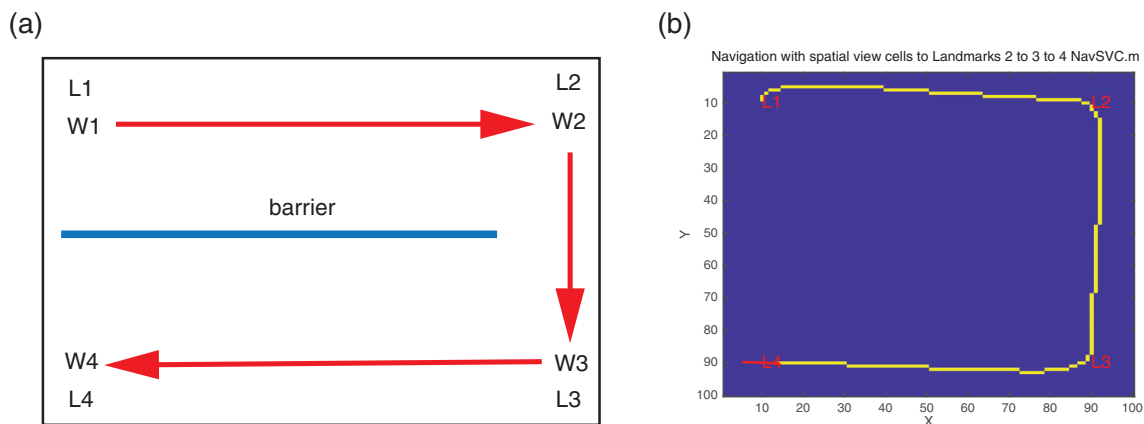 (a)
L1
L2
W1
W2
barrier
W4
W3
L4
L3
(b)
Navigation with spatial view cells to Landmarks 2 to 3 to 4 NavSVC.m
L1
L2
10
20
30
40
50
60
70
80
90
100
Y
L4
L3
10 20 30 40 50 60 70 80 90 100
X